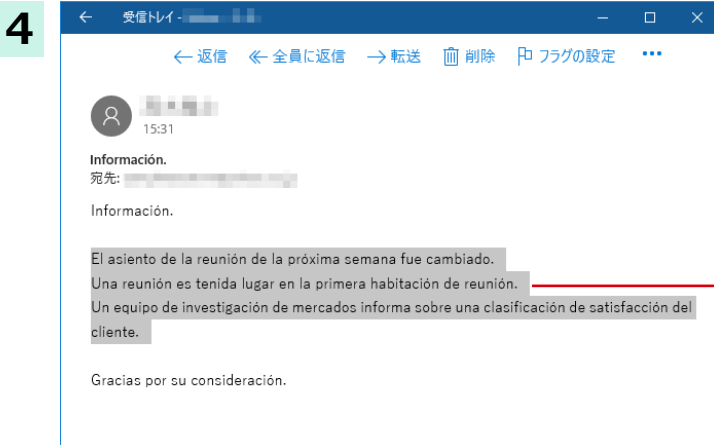 4
受信トレイ -
返信 全員に返信 転送 削除 フラグの設定
15:31
Información.
宛先:
Información.
El asiento de la reunión de la próxima semana fue cambiado.
Una reunión es tenida lugar en la primera habitación de reunión.
Un equipo de investigación de mercados informa sobre una clasificación de satisfacción del
cliente.
Gracias por su consideración.